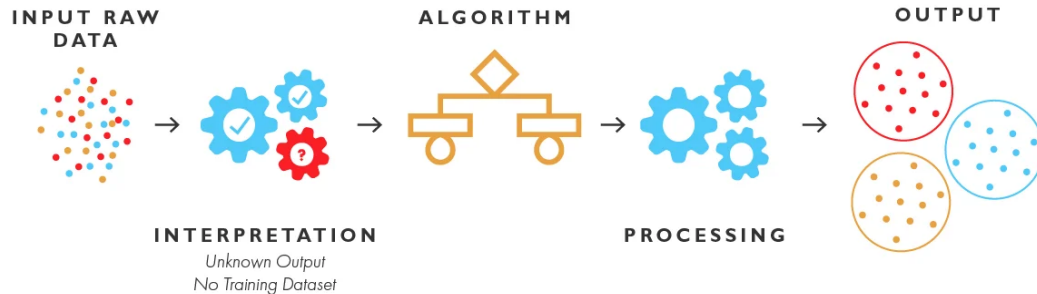 INPUT RAW
DATA
ALGORITHM
OUTPUT
?
INTERPRETATION
Unknown Output
No Training Dataset
PROCESSING